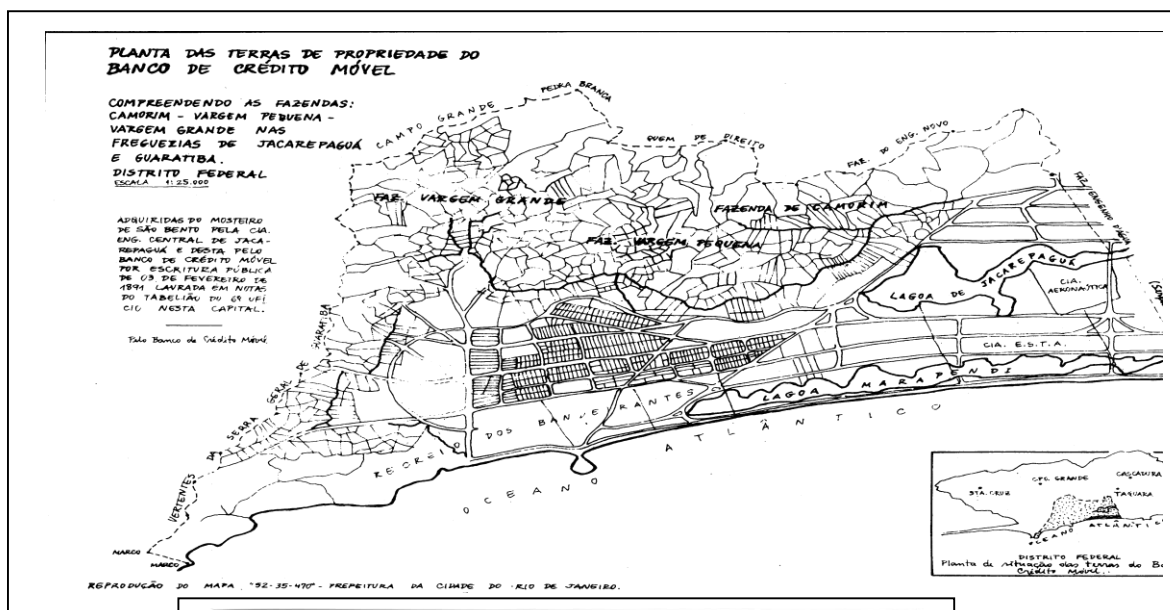 PLANTA DAS TERRAS DE PROPRIEDADE DO
BANCO DE CRÉDITO MÓVEL
COMPREENDENDO AS FAZENDAS:
CAMORIM - VARGEM PEQUENA -
VARGEM GRANDE NAS
FREGUEZIAS DE JACAREPAGUÁ
E GUARATIBA.
DISTRITO FEDERAL
ESCALA 1:25.000
ADQUIRIDAS DO MOSTEIRO
DE SÃO BENTO PELA CIA.
ENG. CENTRAL DE JACA-
REPAGUÁ E DESTA PELO
BANCO DE CRÉDITO MÓVEL
POR ESCRITURA PÚBLICA
DE 03 DE FEVEREIRO DE
1891 LAVRADA EM NOTAS
DO TABELIÃO DO 6º OFÍ
CIO NESTA CAPITAL.
Pelo Banco de Crédito Móvel
CAMPO GRANDE
PEDRA BRANCA
QUEM DE DIREITO
FAZ. DO ENG. NOVO
FAZ. ENGENHO D'ÁGUA
FAZ. VARGEM GRANDE
FAZENDA DE CAMORIM
FAZ. VARGEM PEQUENA
LAGOA DE JACAREPAGUÁ
CIA.
AERONÁUTICA
CIA. E.S.T.A.
LAGOA MARAPENDI
RECREIO DOS BANDEIRANTES
OCEANO ATLÂNTICO
VERTENTES DA SERRA GERAL DE GUARATIBA
MARCO
MARCO
CPO. GRANDE
CASCADURA
STA. CRUZ
TAQUARA
OCEANO ATLÂNTIC
DISTRITO FEDERAL
Planta de situação das terras do Ba
Crédito Móvel.
REPRODUÇÃO DO MAPA "52-35-470" - PREFEITURA DA CIDADE DO RIO DE JANEIRO.